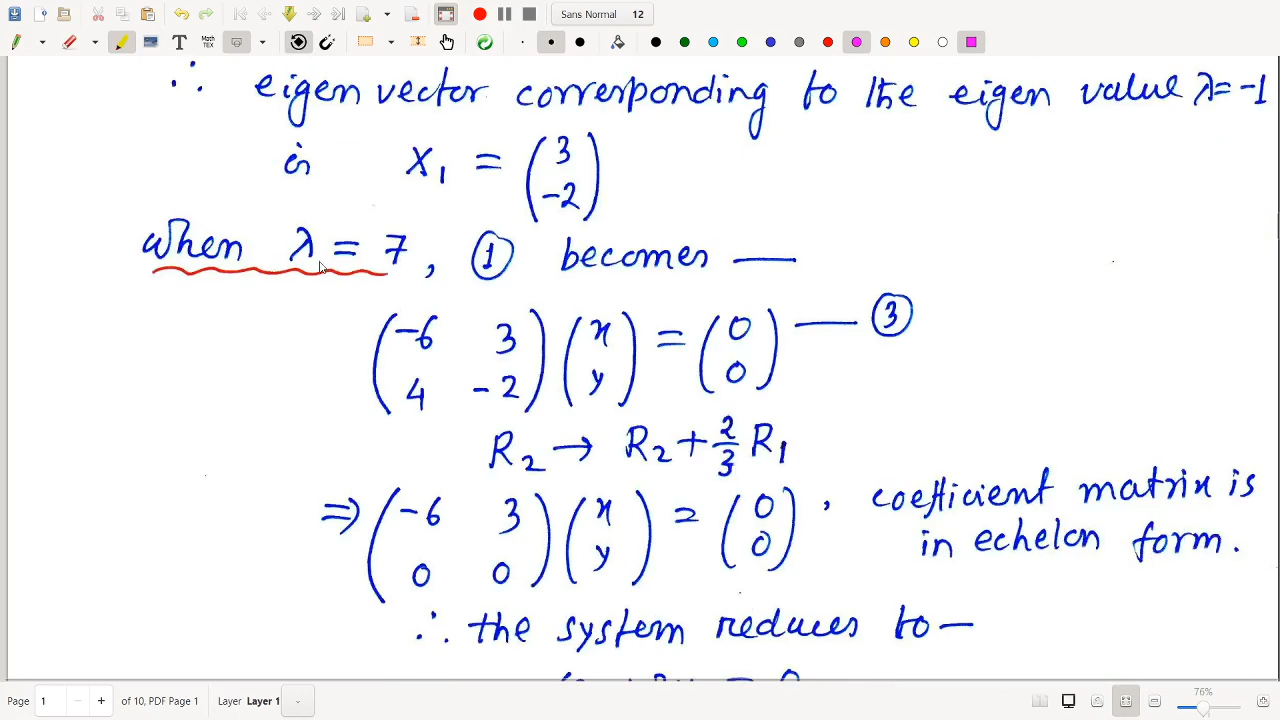 Sans Normal 12
Math TEX
∴ eigen vector corresponding to the eigen value λ=-1
is X₁ = (3
-2)
when λ = 7, ① becomes —
(-6 3
4 -2) (x
y) = (0
0) — ③
R₂ → R₂ + 2/3 R₁
⇒ (-6 3
0 0) (x
y) = (0
0), coefficient matrix is
in echelon form.
∴ the system reduces to —
Page 1 of 10, PDF Page 1 Layer Layer 1 76%